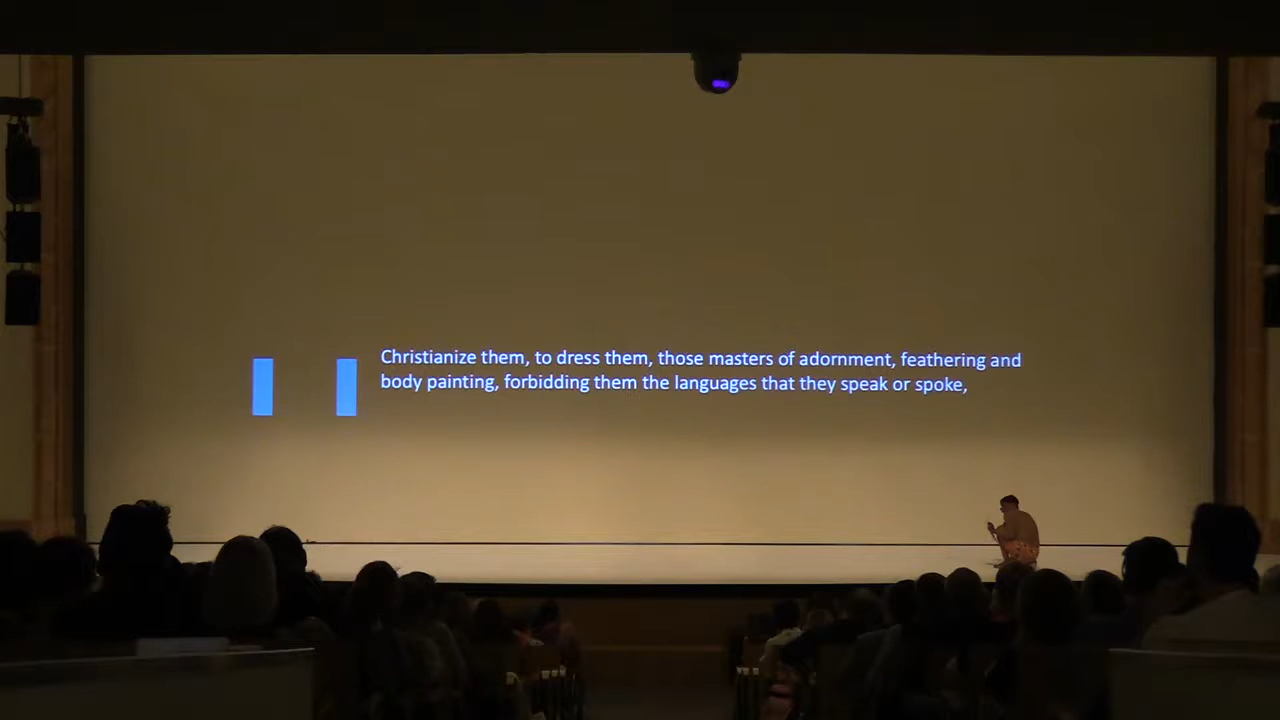 Christianize them, to dress them, those masters of adornment, feathering and
body painting, forbidding them the languages that they speak or spoke,